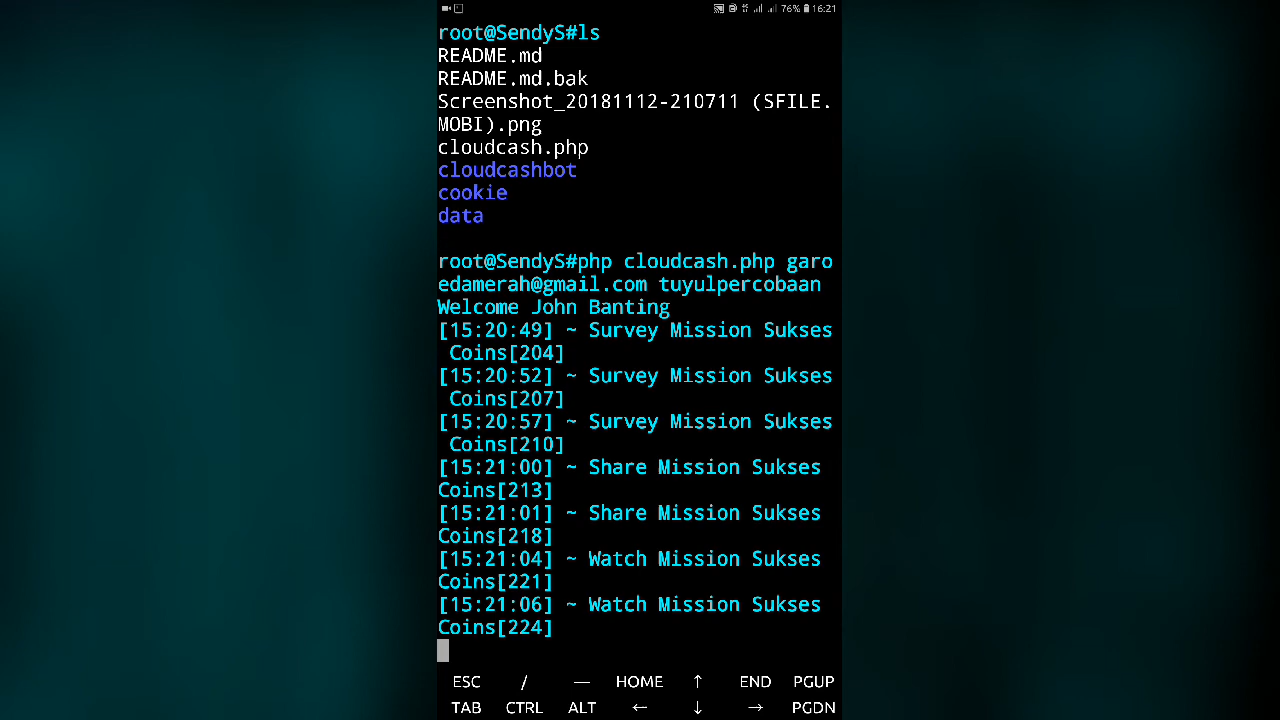 76% 16:21
root@SendyS#ls
README.md
README.md.bak
Screenshot_20181112-210711 (SFILE.
MOBI).png
cloudcash.php
cloudcashbot
cookie
data
root@SendyS#php cloudcash.php garo
edamerah@gmail.com tuyulpercobaan
Welcome John Banting
[15:20:49] ~ Survey Mission Sukses
Coins[204]
[15:20:52] ~ Survey Mission Sukses
Coins[207]
[15:20:57] ~ Survey Mission Sukses
Coins[210]
[15:21:00] ~ Share Mission Sukses
Coins[213]
[15:21:01] ~ Share Mission Sukses
Coins[218]
[15:21:04] ~ Watch Mission Sukses
Coins[221]
[15:21:06] ~ Watch Mission Sukses
Coins[224]
ESC / — HOME ↑ END PGUP
TAB CTRL ALT ← ↓ → PGDN